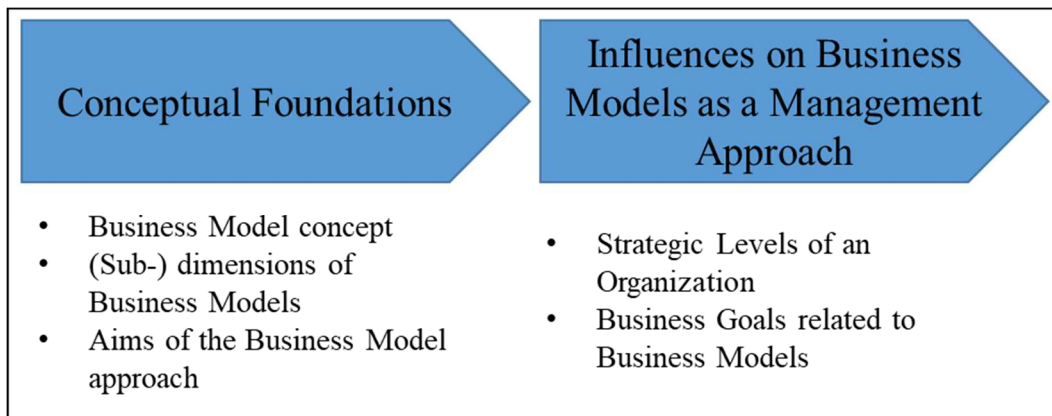 Conceptual Foundations
Influences on Business
Models as a Management
Approach
• Business Model concept
• (Sub-) dimensions of
Business Models
• Aims of the Business Model
approach
• Strategic Levels of an
Organization
• Business Goals related to
Business Models